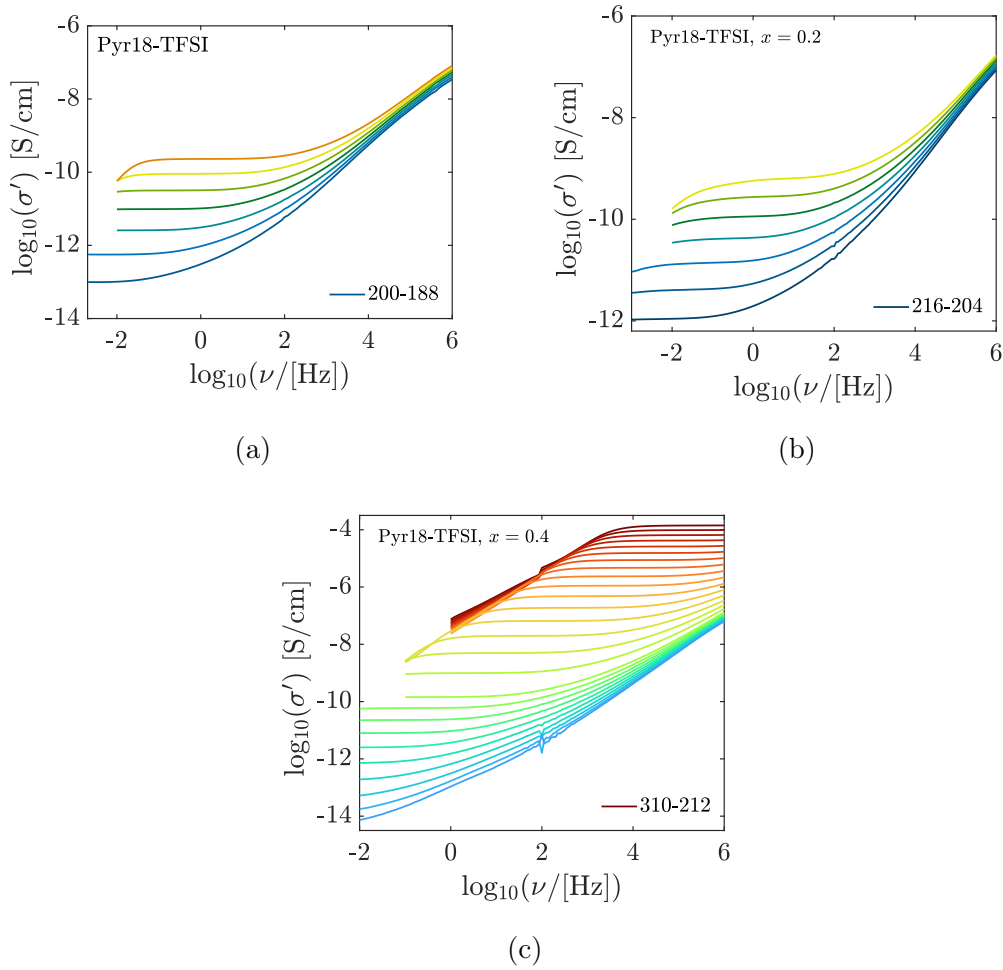 Pyr18-TFSI
log10(σ′) [S/cm]
-6
-8
-10
-12
-14
200-188
-2
0
2
4
6
log10(ν/[Hz])
(a)
Pyr18-TFSI, x = 0.2
log10(σ′) [S/cm]
-6
-8
-10
-12
216-204
-2
0
2
4
6
log10(ν/[Hz])
(b)
Pyr18-TFSI, x = 0.4
log10(σ′) [S/cm]
-4
-6
-8
-10
-12
-14
310-212
-2
0
2
4
6
log10(ν/[Hz])
(c)